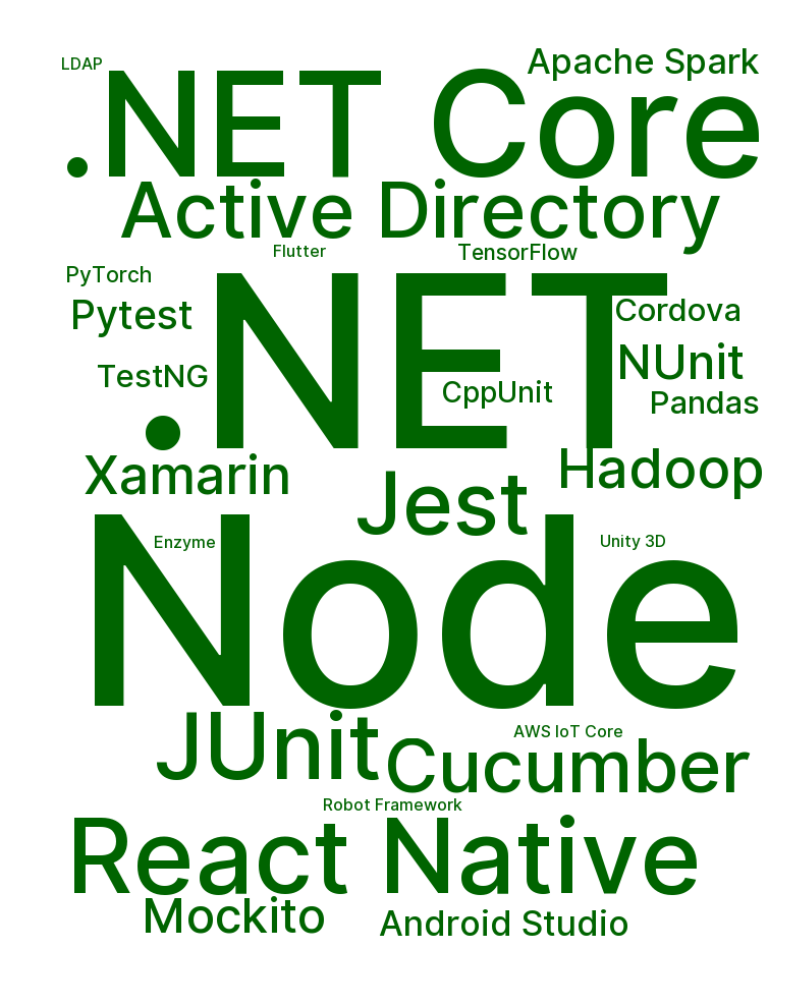 LDAP
Apache Spark
.NET Core
Active Directory
Flutter
TensorFlow
PyTorch
Pytest
Cordova
.NET
TestNG
NUnit
CppUnit
Pandas
Xamarin
Hadoop
Jest
Enzyme
Unity 3D
Node
JUnit
AWS IoT Core
Cucumber
Robot Framework
React Native
Mockito
Android Studio